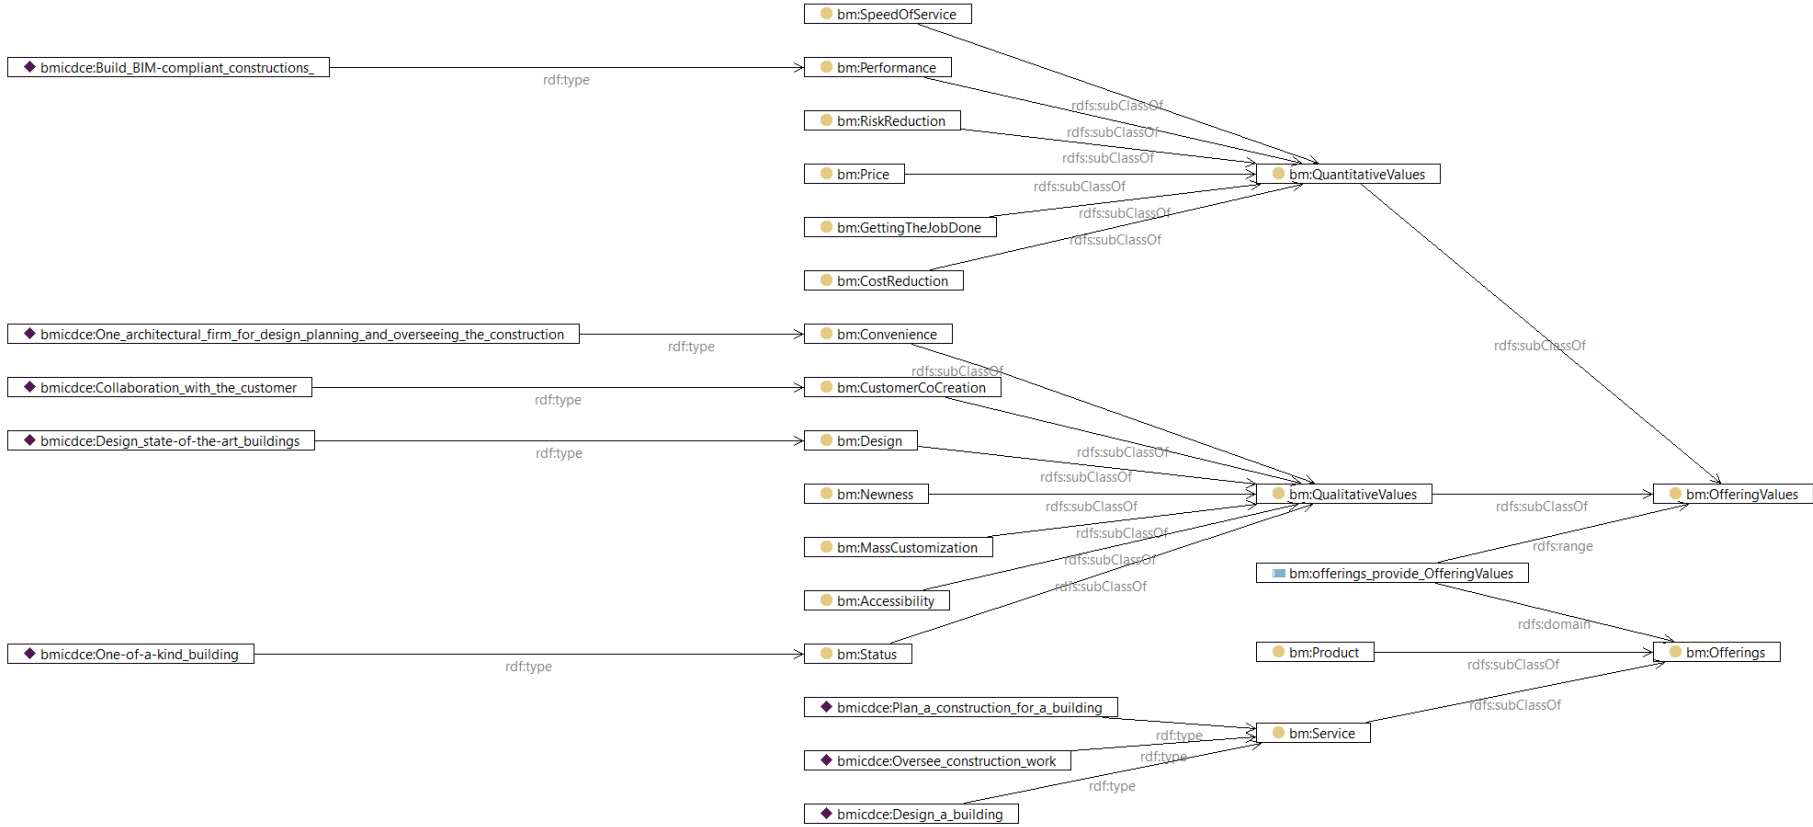 bm:SpeedOfService
bmicdce:Build_BIM-compliant_constructions_
rdf:type
bm:Performance
rdfs:subClassOf
bm:RiskReduction
rdfs:subClassOf
rdfs:subClassOf
bm:Price
bm:QuantitativeValues
rdfs:subClassOf
rdfs:subClassOf
bm:GettingTheJobDone
rdfs:subClassOf
bm:CostReduction
bmicdce:One_architectural_firm_for_design_planning_and_overseeing_the_construction
rdf:type
bm:Convenience
rdfs:subClassOf
rdfs:subClassOf
bmicdce:Collaboration_with_the_customer
rdf:type
bm:CustomerCoCreation
bmicdce:Design_state-of-the-art_buildings
rdf:type
bm:Design
rdfs:subClassOf
rdfs:subClassOf
bm:Newness
bm:QualitativeValues
rdfs:subClassOf
bm:OfferingValues
rdfs:subClassOf
rdfs:subClassOf
bm:MassCustomization
rdfs:range
rdfs:subClassOf
bm:offerings_provide_OfferingValues
rdfs:subClassOf
bm:Accessibility
rdfs:domain
bmicdce:One-of-a-kind_building
rdf:type
bm:Status
bm:Product
rdfs:subClassOf
bm:Offerings
bmicdce:Plan_a_construction_for_a_building
rdfs:subClassOf
rdf:type
bm:Service
bmicdce:Oversee_construction_work
rdf:type
rdf:type
bmicdce:Design_a_building